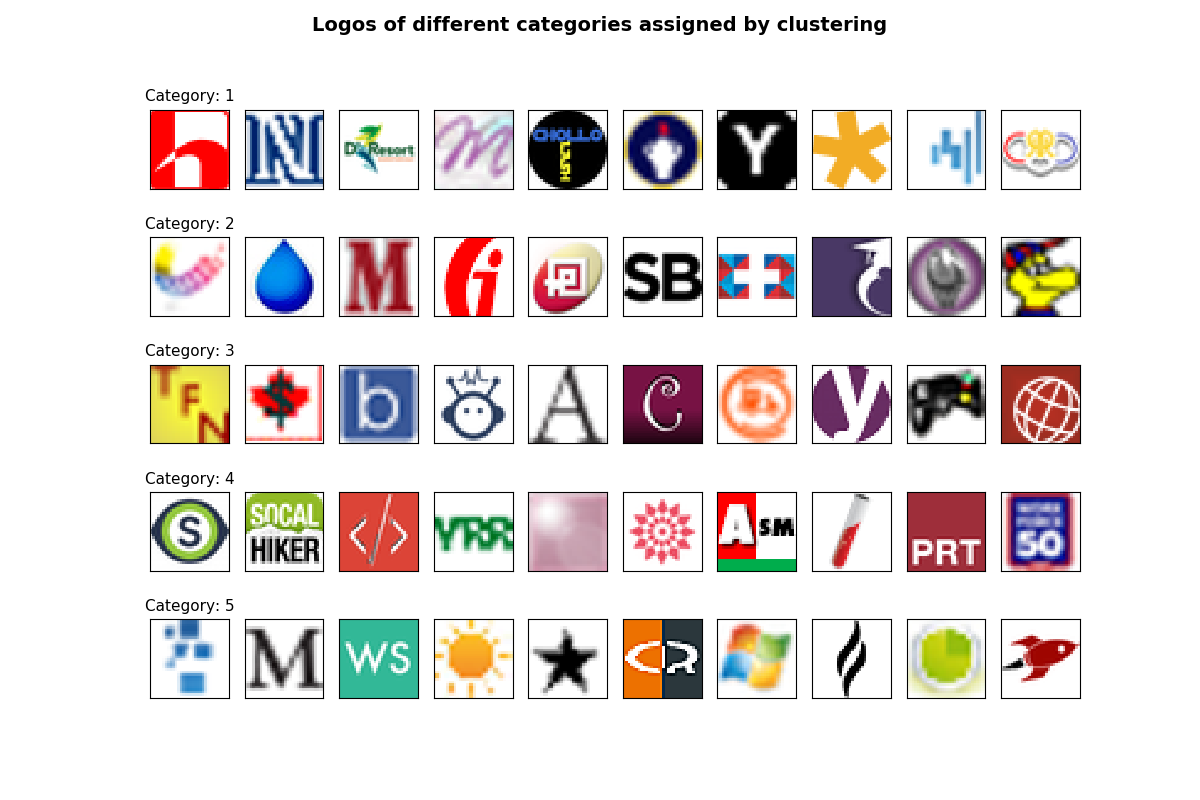 Logos of different categories assigned by clustering
Category: 1
h
N
D'Resort
M
CHOLLO
Y
Category: 2
M
G
SB
Category: 3
TFN
$
b
A
C
y
Category: 4
S
SOCAL
HIKER
</>
YRR
A SM
PRT
50
Category: 5
M
WS
CR